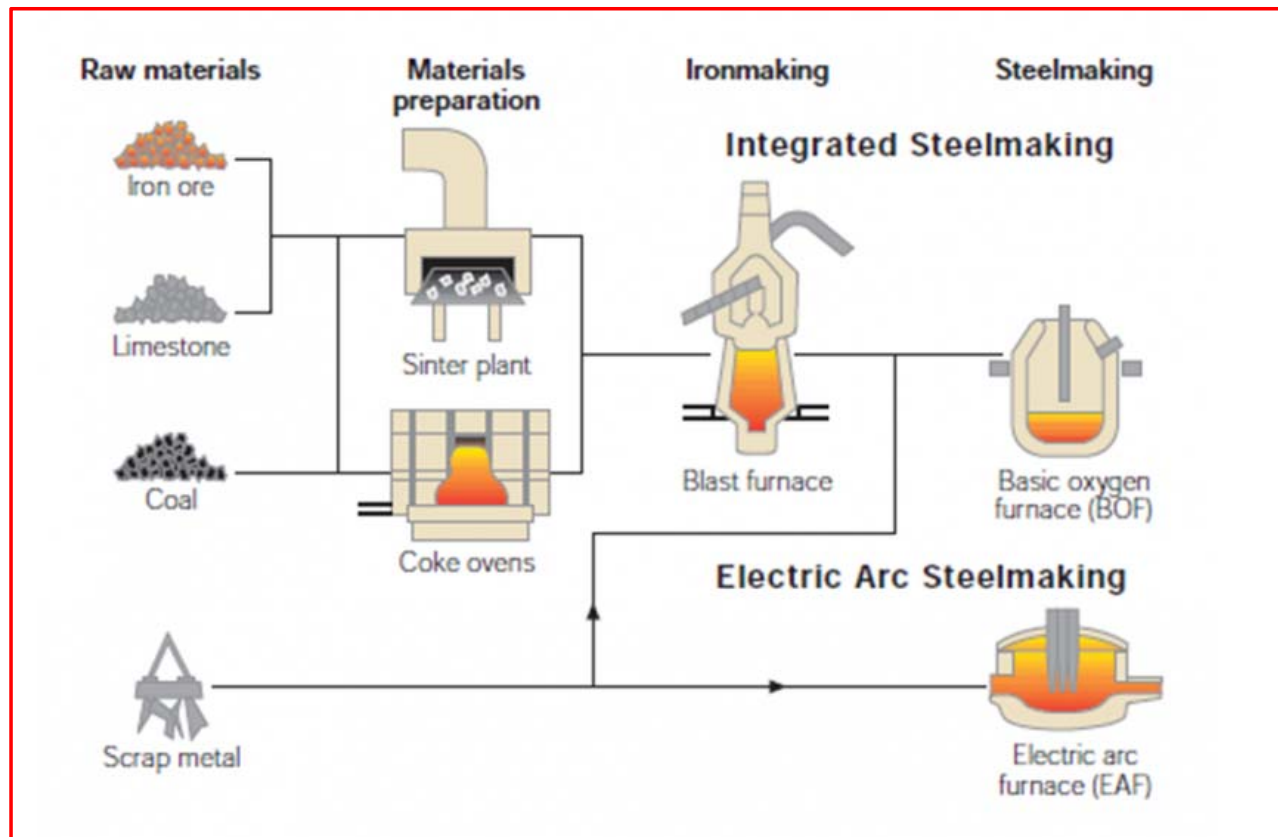 Raw materials
Materials
preparation
Ironmaking
Steelmaking
Integrated Steelmaking
Iron ore
Limestone
Sinter plant
Coal
Coke ovens
Blast furnace
Basic oxygen
furnace (BOF)
Electric Arc Steelmaking
Scrap metal
Electric arc
furnace (EAF)